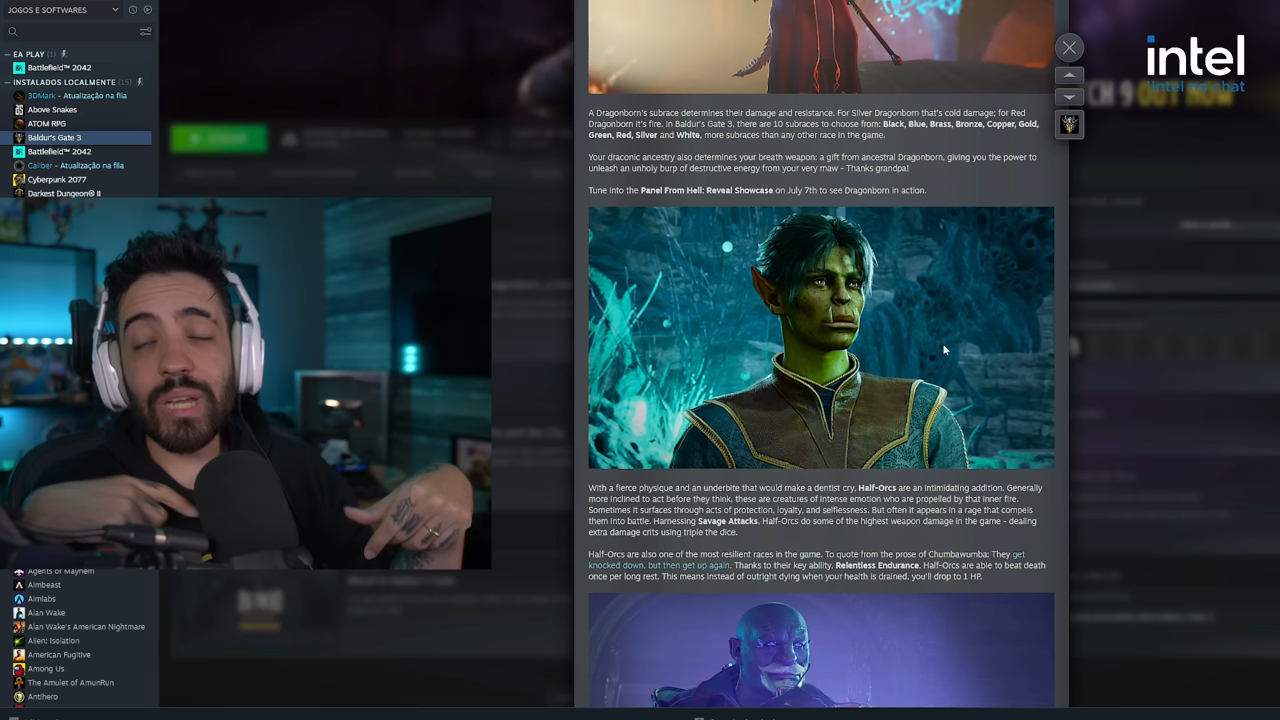 JOGOS E SOFTWARES
EA PLAY (1)
Battlefield™ 2042
INSTALADOS LOCALMENTE (15)
3DMark - Atualização na fila
Above Snakes
ATOM RPG
Baldur's Gate 3
Battlefield™ 2042
Caliber - Atualização na fila
Cyberpunk 2077
Darkest Dungeon® II
Agents of Mayhem
Aimbeast
Aimlabs
Alan Wake
Alan Wake's American Nightmare
Alien: Isolation
American Fugitive
Among Us
The Amulet of AmunRun
Antihero
A Dragonborn's subrace determines their damage and resistance. For Silver Dragonborn that's cold damage; for Red
Dragonborn it's fire. In Baldur's Gate 3, there are 10 subraces to choose from: Black, Blue, Brass, Bronze, Copper, Gold,
Green, Red, Silver and White, more subraces than any other race in the game.
Your draconic ancestry also determines your breath weapon: a gift from ancestral Dragonborn, giving you the power to
unleash an unholy burp of destructive energy from your very maw - Thanks grandpa!
Tune into the Panel From Hell: Reveal Showcase on July 7th to see Dragonborn in action.
With a fierce physique and an underbite that would make a dentist cry, Half-Orcs are an intimidating addition. Generally
more inclined to act before they think, these are creatures of intense emotion who are propelled by that inner fire.
Sometimes it surfaces through acts of protection, loyalty, and selflessness. But often it appears in a rage that compels
them into battle. Harnessing Savage Attacks, Half-Orcs do some of the highest weapon damage in the game - dealing
extra damage crits using triple the dice.
Half-Orcs are also one of the most resilient races in the game. To quote from the prose of Chumbawumba: They get
knocked down, but then get up again. Thanks to their key ability, Relentless Endurance, Half-Orcs are able to beat death
once per long rest. This means instead of outright dying when your health is drained, you'll drop to 1 HP.
intel
!intel no chat
CH 9 OUT NOW